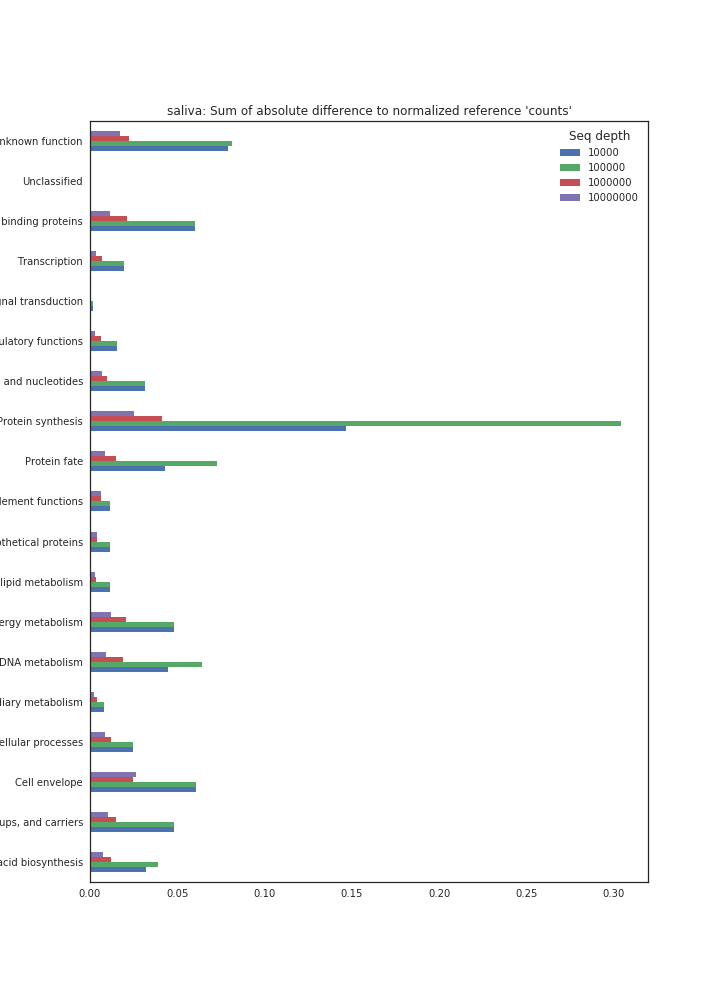 saliva: Sum of absolute difference to normalized reference 'counts'
Seq depth
10000
100000
1000000
10000000
nknown function
Unclassified
binding proteins
Transcription
nal transduction
ulatory functions
and nucleotides
Protein synthesis
Protein fate
lement functions
othetical proteins
lipid metabolism
ergy metabolism
DNA metabolism
diary metabolism
ellular processes
Cell envelope
ups, and carriers
acid biosynthesis
0.00 0.05 0.10 0.15 0.20 0.25 0.30